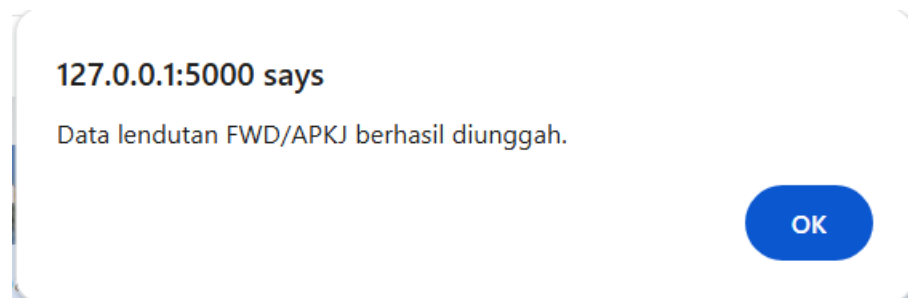 127.0.0.1:5000 says
Data lendutan FWD/APKJ berhasil diunggah.
OK